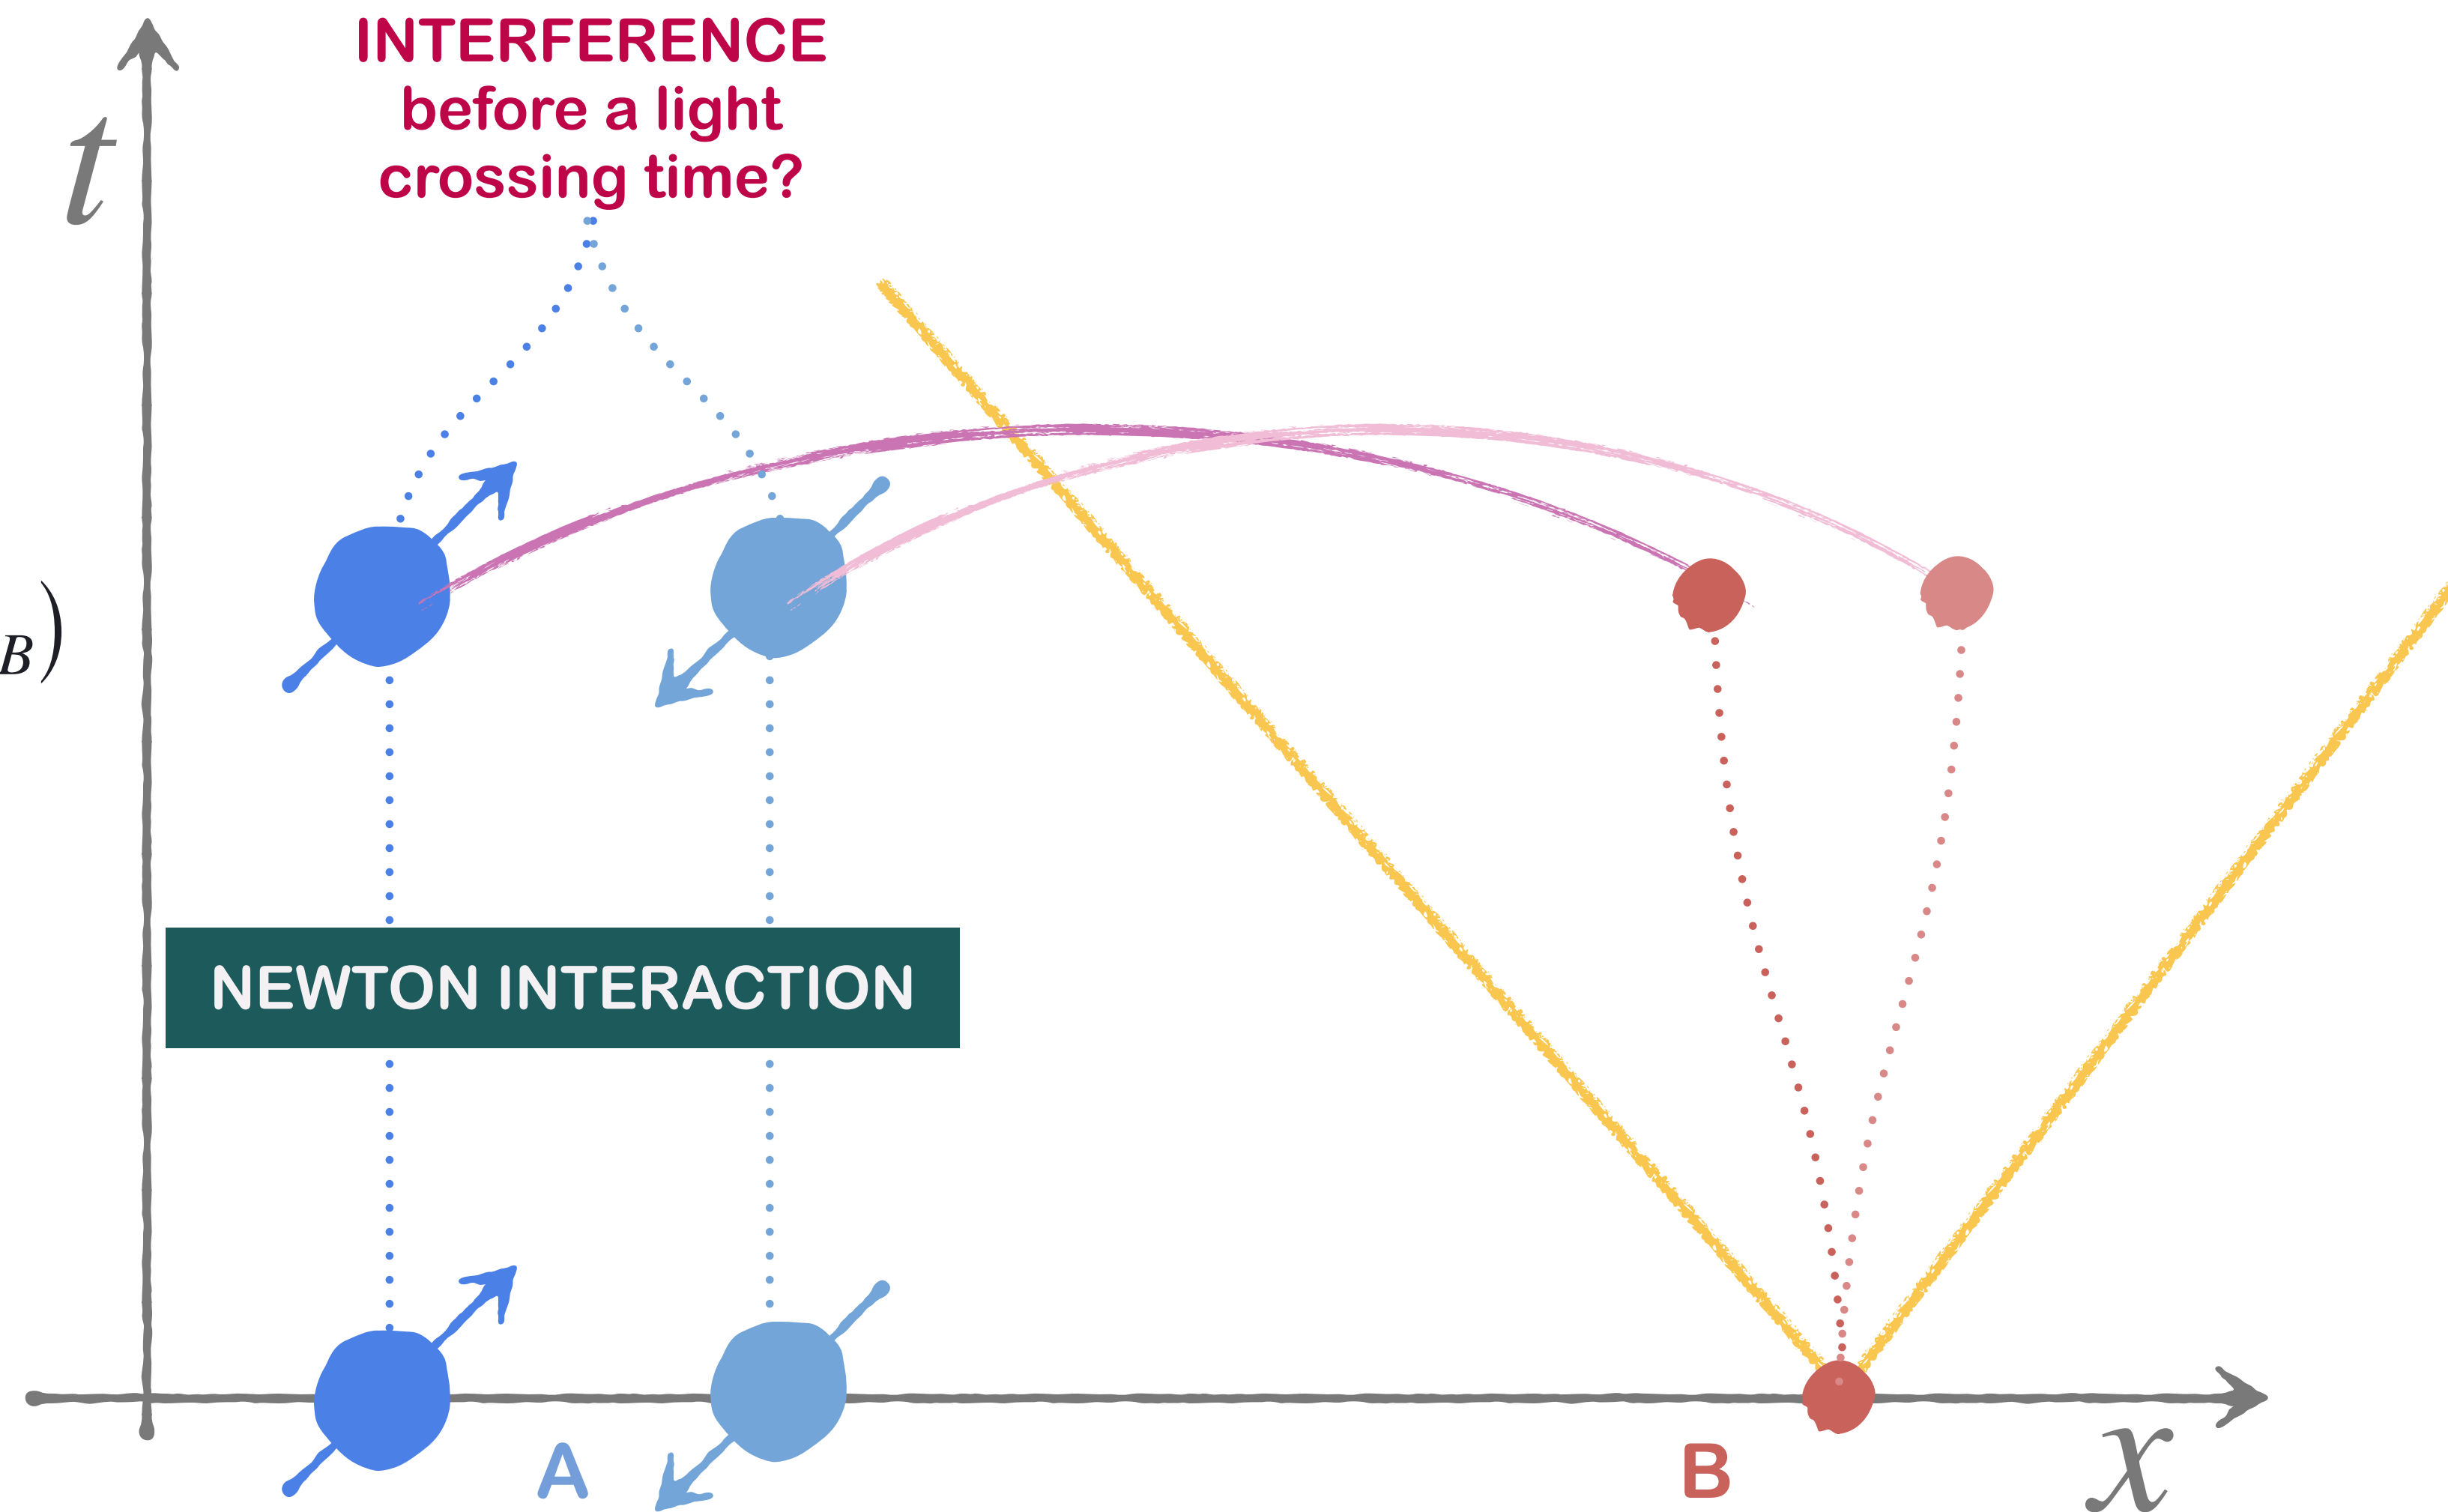 INTERFERENCE
before a light
crossing time?
t
B)
NEWTON INTERACTION
A
B
x